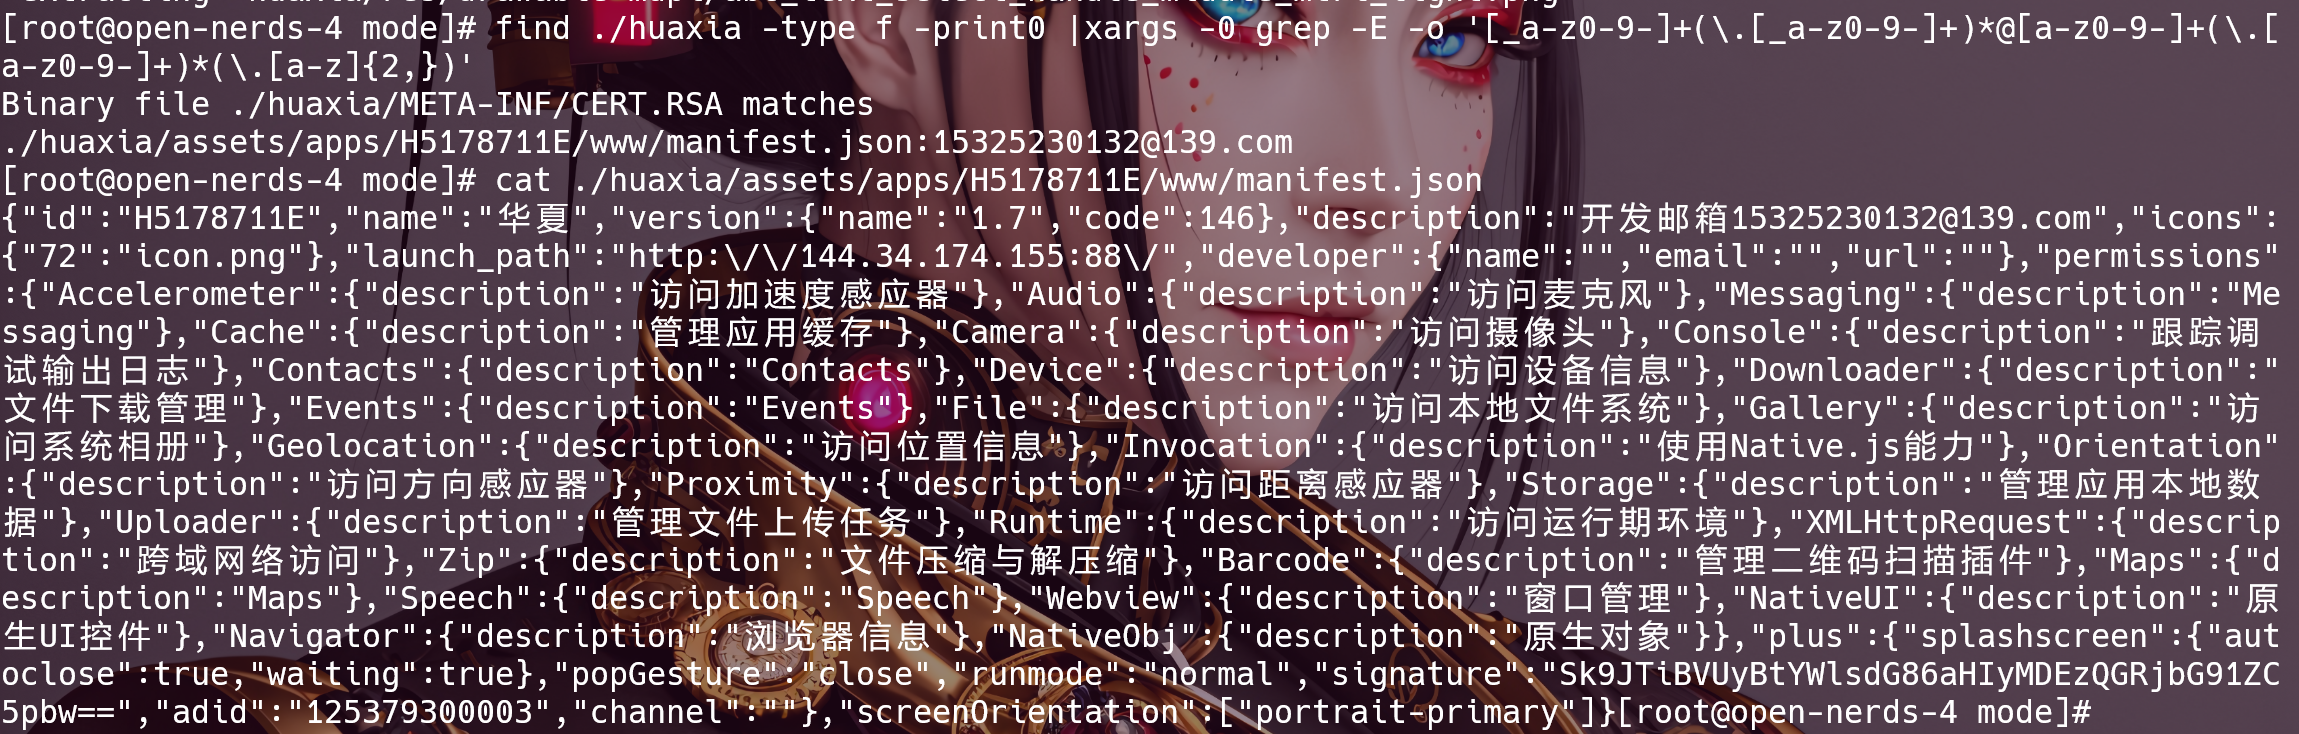 [root@open-nerds-4 mode]# find ./huaxia -type f -print0 |xargs -0 grep -E -o '[_a-z0-9-]+(\.[_a-z0-9-]+)*@[a-z0-9-]+(\.[
a-z0-9-]+)*(\.[a-z]{2,})'
Binary file ./huaxia/META-INF/CERT.RSA matches
./huaxia/assets/apps/H5178711E/www/manifest.json:15325230132@139.com
[root@open-nerds-4 mode]# cat ./huaxia/assets/apps/H5178711E/www/manifest.json
{"id":"H5178711E","name":"华夏","version":{"name":"1.7","code":146},"description":"开发邮箱15325230132@139.com","icons":
{"72":"icon.png"},"launch_path":"http:\/\/144.34.174.155:88\/","developer":{"name":"","email":"","url":""},"permissions"
:{"Accelerometer":{"description":"访问加速度感应器"},"Audio":{"description":"访问麦克风"},"Messaging":{"description":"Me
ssaging"},"Cache":{"description":"管理应用缓存"},"Camera":{"description":"访问摄像头"},"Console":{"description":"跟踪调
试输出日志"},"Contacts":{"description":"Contacts"},"Device":{"description":"访问设备信息"},"Downloader":{"description":"
文件下载管理"},"Events":{"description":"Events"},"File":{"description":"访问本地文件系统"},"Gallery":{"description":"访
问系统相册"},"Geolocation":{"description":"访问位置信息"},"Invocation":{"description":"使用Native.js能力"},"Orientation"
:{"description":"访问方向感应器"},"Proximity":{"description":"访问距离感应器"},"Storage":{"description":"管理应用本地数
据"},"Uploader":{"description":"管理文件上传任务"},"Runtime":{"description":"访问运行期环境"},"XMLHttpRequest":{"descrip
tion":"跨域网络访问"},"Zip":{"description":"文件压缩与解压缩"},"Barcode":{"description":"管理二维码扫描插件"},"Maps":{"d
escription":"Maps"},"Speech":{"description":"Speech"},"Webview":{"description":"窗口管理"},"NativeUI":{"description":"原
生UI控件"},"Navigator":{"description":"浏览器信息"},"NativeObj":{"description":"原生对象"}},"plus":{"splashscreen":{"aut
oclose":true,"waiting":true},"popGesture":"close","runmode":"normal","signature":"Sk9JTiBVUyBtYWlsdG86aHIyMDEzQGRjbG91ZC
5pbw==","adid":"125379300003","channel":""},"screenOrientation":["portrait-primary"]}[root@open-nerds-4 mode]#